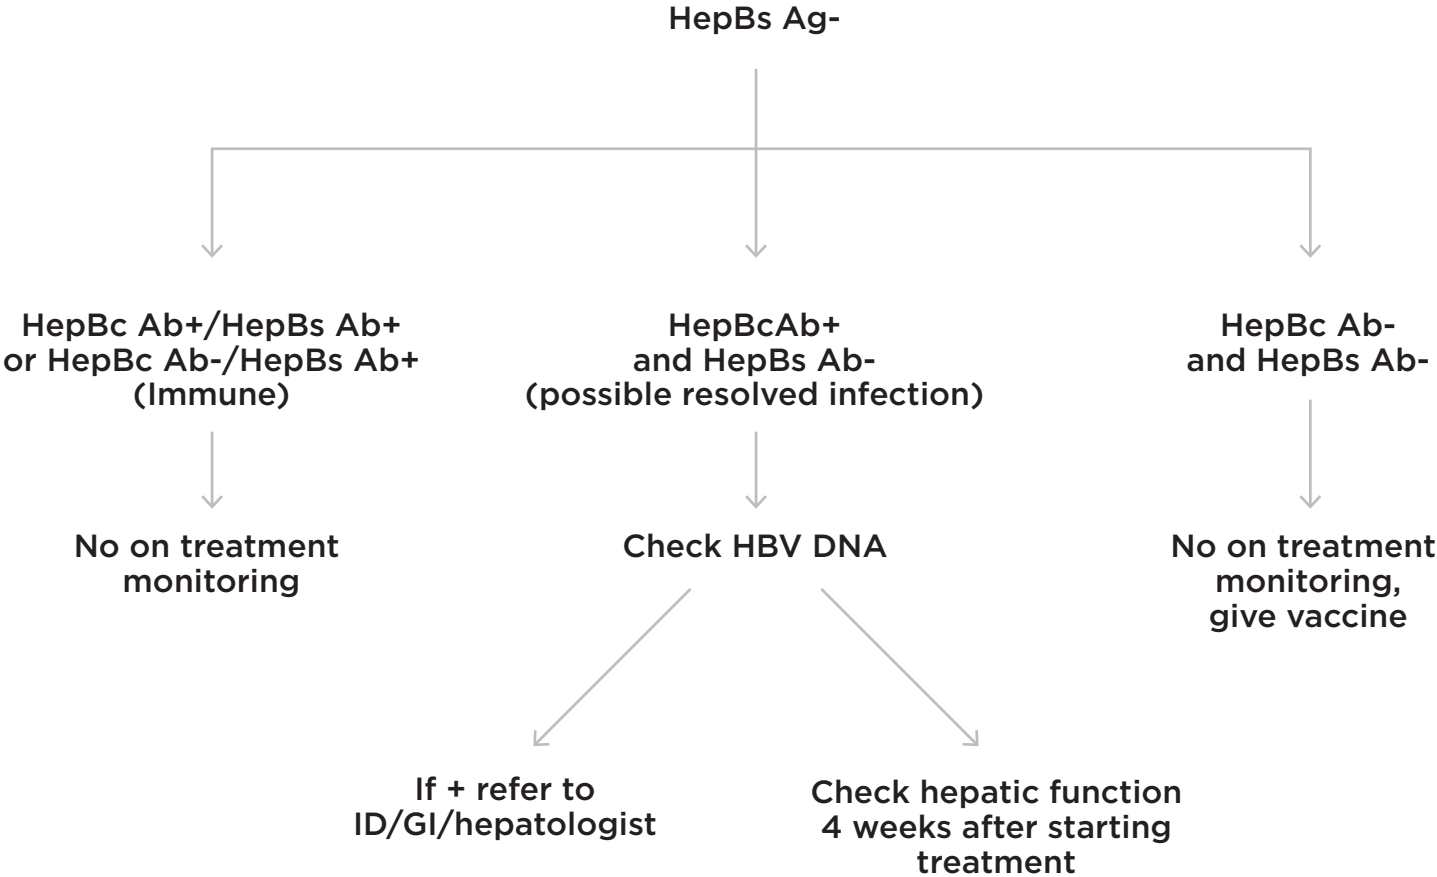 HepBs Ag-
HepBc Ab+/HepBs Ab+
or HepBc Ab-/HepBs Ab+
(Immune)
HepBcAb+
and HepBs Ab-
(possible resolved infection)
HepBc Ab-
and HepBs Ab-
No on treatment
monitoring
Check HBV DNA
No on treatment
monitoring,
give vaccine
If + refer to
ID/GI/hepatologist
Check hepatic function
4 weeks after starting
treatment